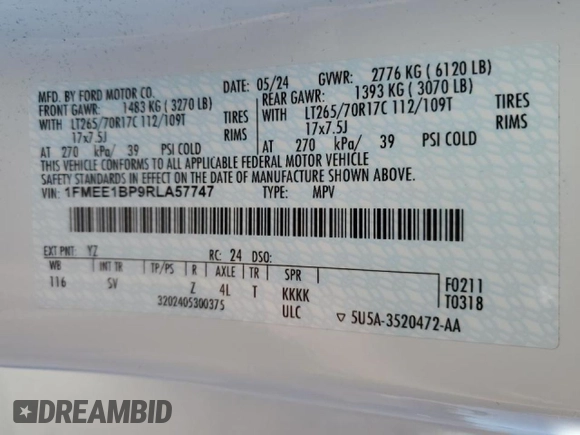 MFD. BY FORD MOTOR CO.
DATE: 05/24 GVWR: 2776 KG ( 6120 LB)
FRONT GAWR: 1483 KG ( 3270 LB) REAR GAWR: 1393 KG ( 3070 LB)
WITH LT265/70R17C 112/109T TIRES WITH LT265/70R17C 112/109T TIRES
17x7.5J RIMS 17x7.5J RIMS
AT 270 kPa/ 39 PSI COLD AT 270 kPa/ 39 PSI COLD
THIS VEHICLE CONFORMS TO ALL APPLICABLE FEDERAL MOTOR VEHICLE
SAFETY STANDARDS IN EFFECT ON THE DATE OF MANUFACTURE SHOWN ABOVE.
VIN: 1FMEE1BP9RLA57747 TYPE: MPV
EXT PNT: YZ RC: 24 DSO:
WB INT TR TP/PS R AXLE TR SPR
116 SV Z 4L T KKKK
3202405300375 ULC
F0211
T0318
▽ 5U5A-3520472-AA
DREAMBID